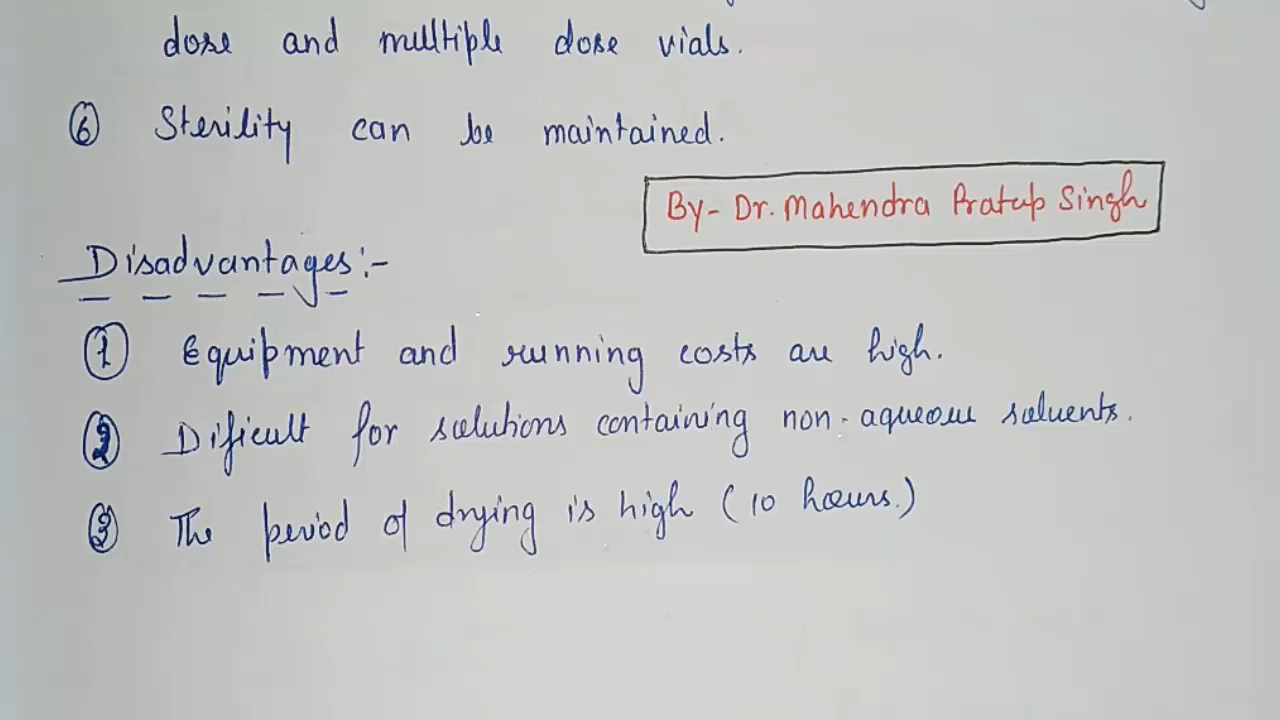 dose and multiple dose vials.
⑥ Sterility can be maintained.
By- Dr. Mahendra Pratap Singh
Disadvantages:-
① Equipment and running costs are high.
② Dificult for solutions containing non-aqueous solvents.
③ The period of drying is high (10 hours.)